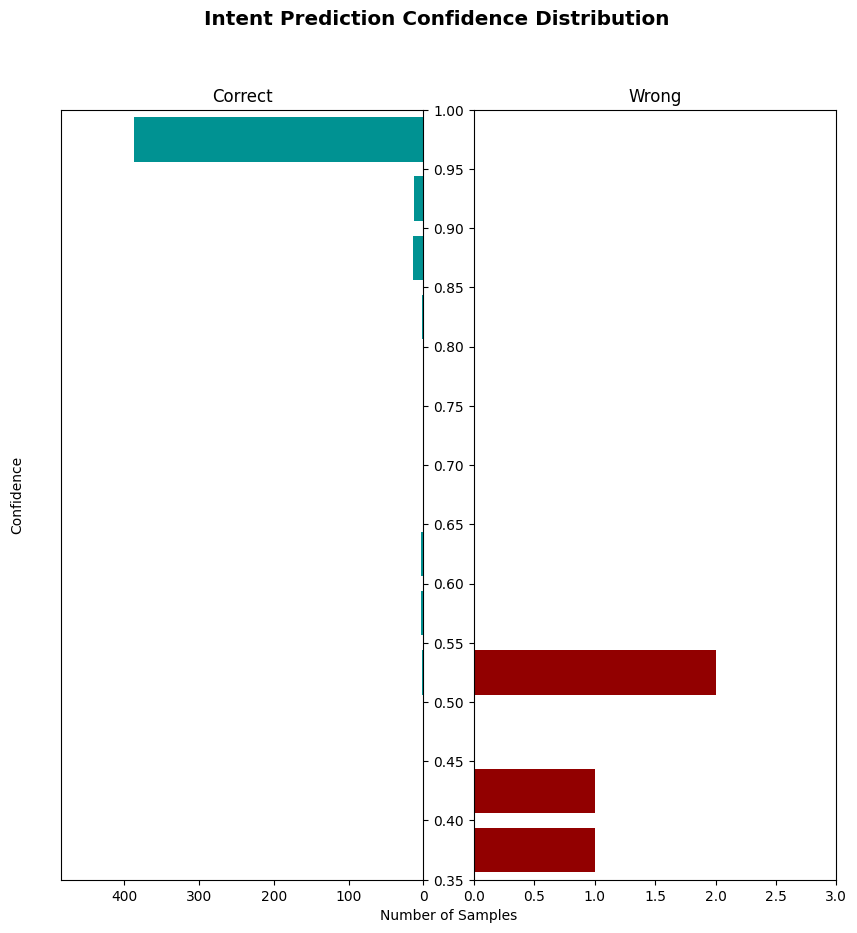 Intent Prediction Confidence Distribution
Correct
Wrong
1.00
0.95
0.90
0.85
0.80
0.75
0.70
0.65
0.60
0.55
0.50
0.45
0.40
0.35
Confidence
400 300 200 100 0
0.0 0.5 1.0 1.5 2.0 2.5 3.0
Number of Samples